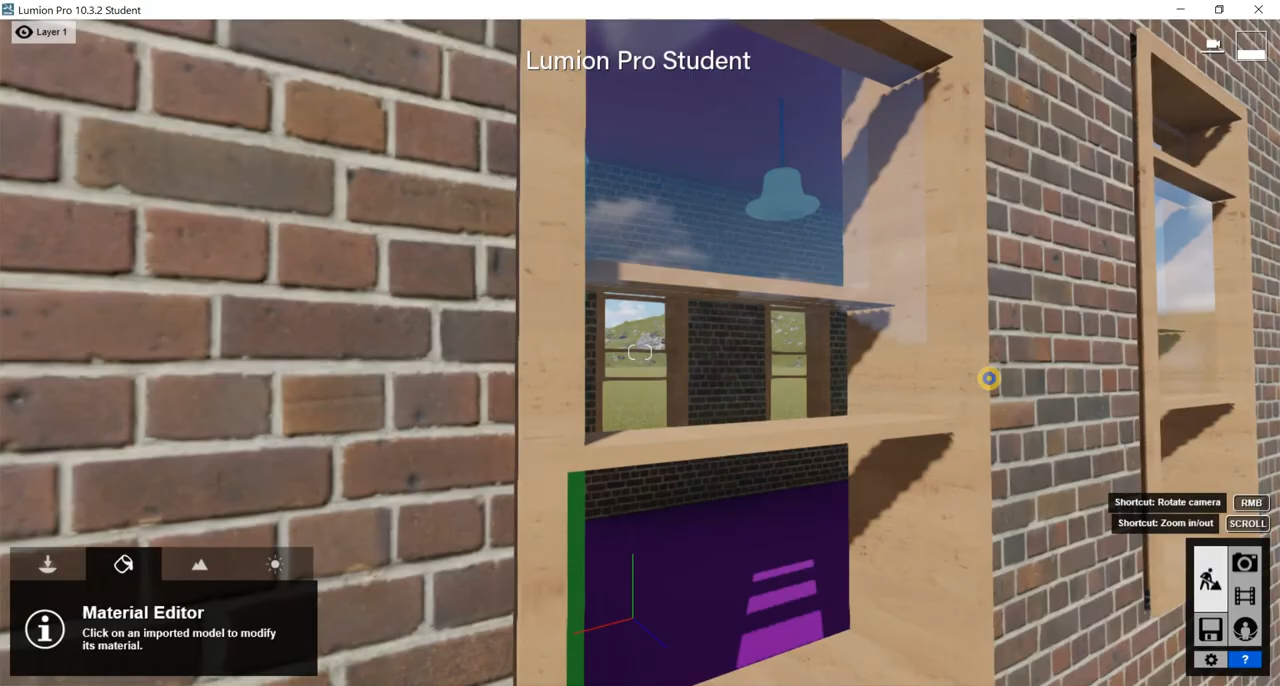 Lumion Pro 10.3.2 Student
Layer 1
Lumion Pro Student
Shortcut: Rotate camera
RMB
Shortcut: Zoom in/out
SCROLL
Material Editor
Click on an imported model to modify
its material.
?